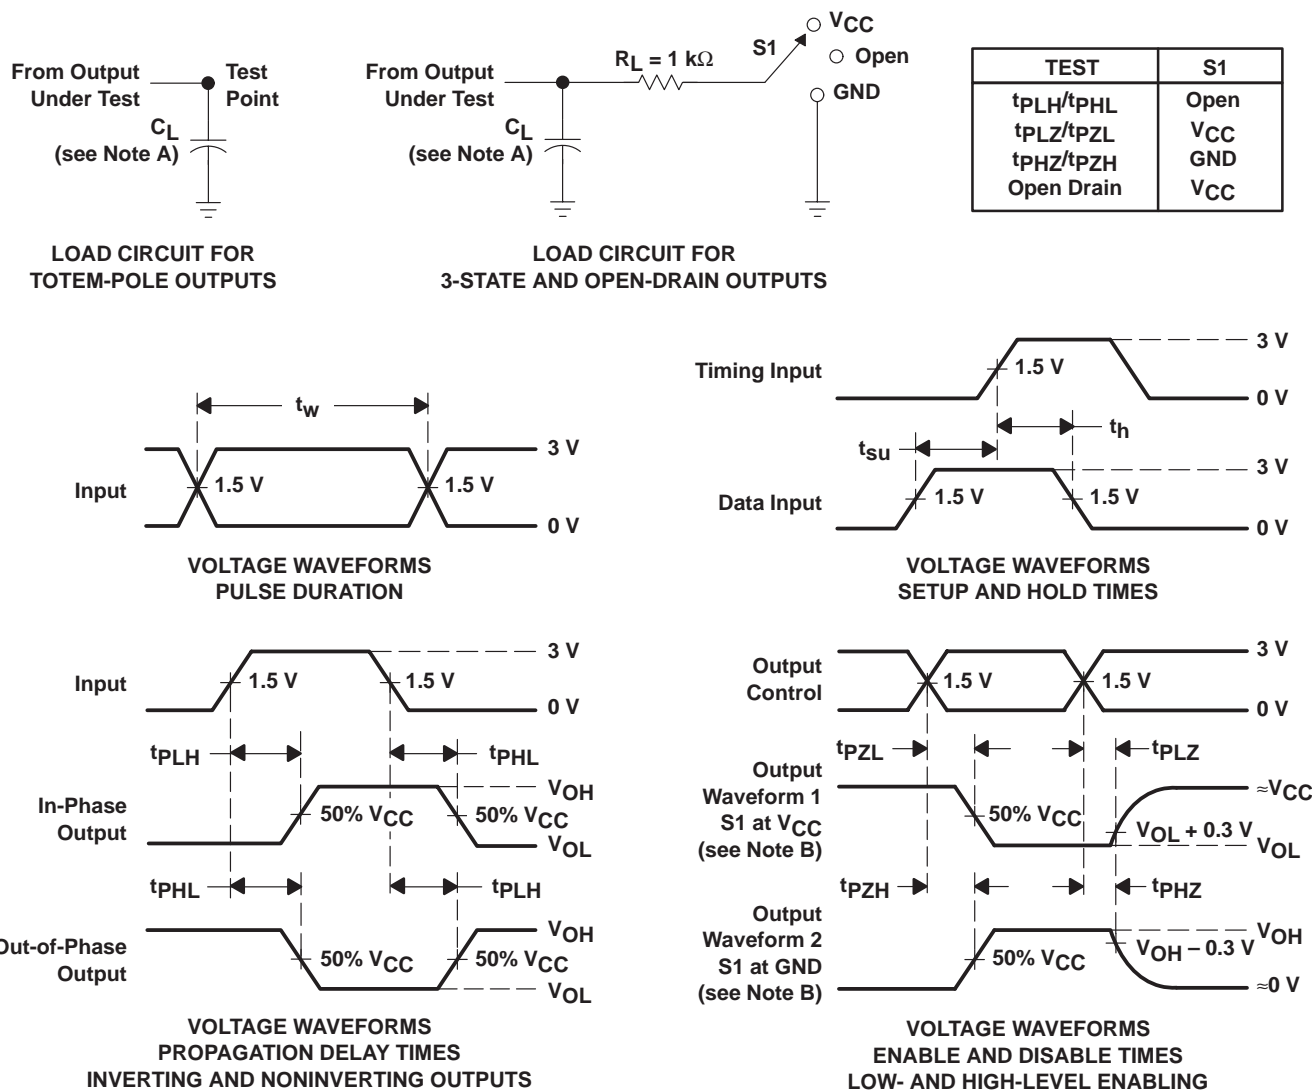 From Output
Under Test
Test
Point
CL
(see Note A)
LOAD CIRCUIT FOR
TOTEM-POLE OUTPUTS
From Output
Under Test
CL
(see Note A)
RL = 1 kΩ
S1
VCC
Open
GND
LOAD CIRCUIT FOR
3-STATE AND OPEN-DRAIN OUTPUTS
TEST S1
tPLH/tPHL Open
tPLZ/tPZL VCC
tPHZ/tPZH GND
Open Drain VCC
tw
Input
1.5 V
1.5 V
3 V
0 V
VOLTAGE WAVEFORMS
PULSE DURATION
Timing Input
1.5 V
3 V
0 V
tsu
th
Data Input
1.5 V
1.5 V
3 V
0 V
VOLTAGE WAVEFORMS
SETUP AND HOLD TIMES
Input
1.5 V
1.5 V
3 V
0 V
tPLH
tPHL
In-Phase
Output
50% VCC
50% VCC
VOH
VOL
tPHL
tPLH
Out-of-Phase
Output
50% VCC
50% VCC
VOH
VOL
VOLTAGE WAVEFORMS
PROPAGATION DELAY TIMES
INVERTING AND NONINVERTING OUTPUTS
Output
Control
1.5 V
1.5 V
3 V
0 V
tPZL
tPLZ
Output
Waveform 1
S1 at VCC
(see Note B)
50% VCC
VOL + 0.3 V
≈VCC
VOL
tPZH
tPHZ
Output
Waveform 2
S1 at GND
(see Note B)
50% VCC
VOH − 0.3 V
VOH
≈0 V
VOLTAGE WAVEFORMS
ENABLE AND DISABLE TIMES
LOW- AND HIGH-LEVEL ENABLING